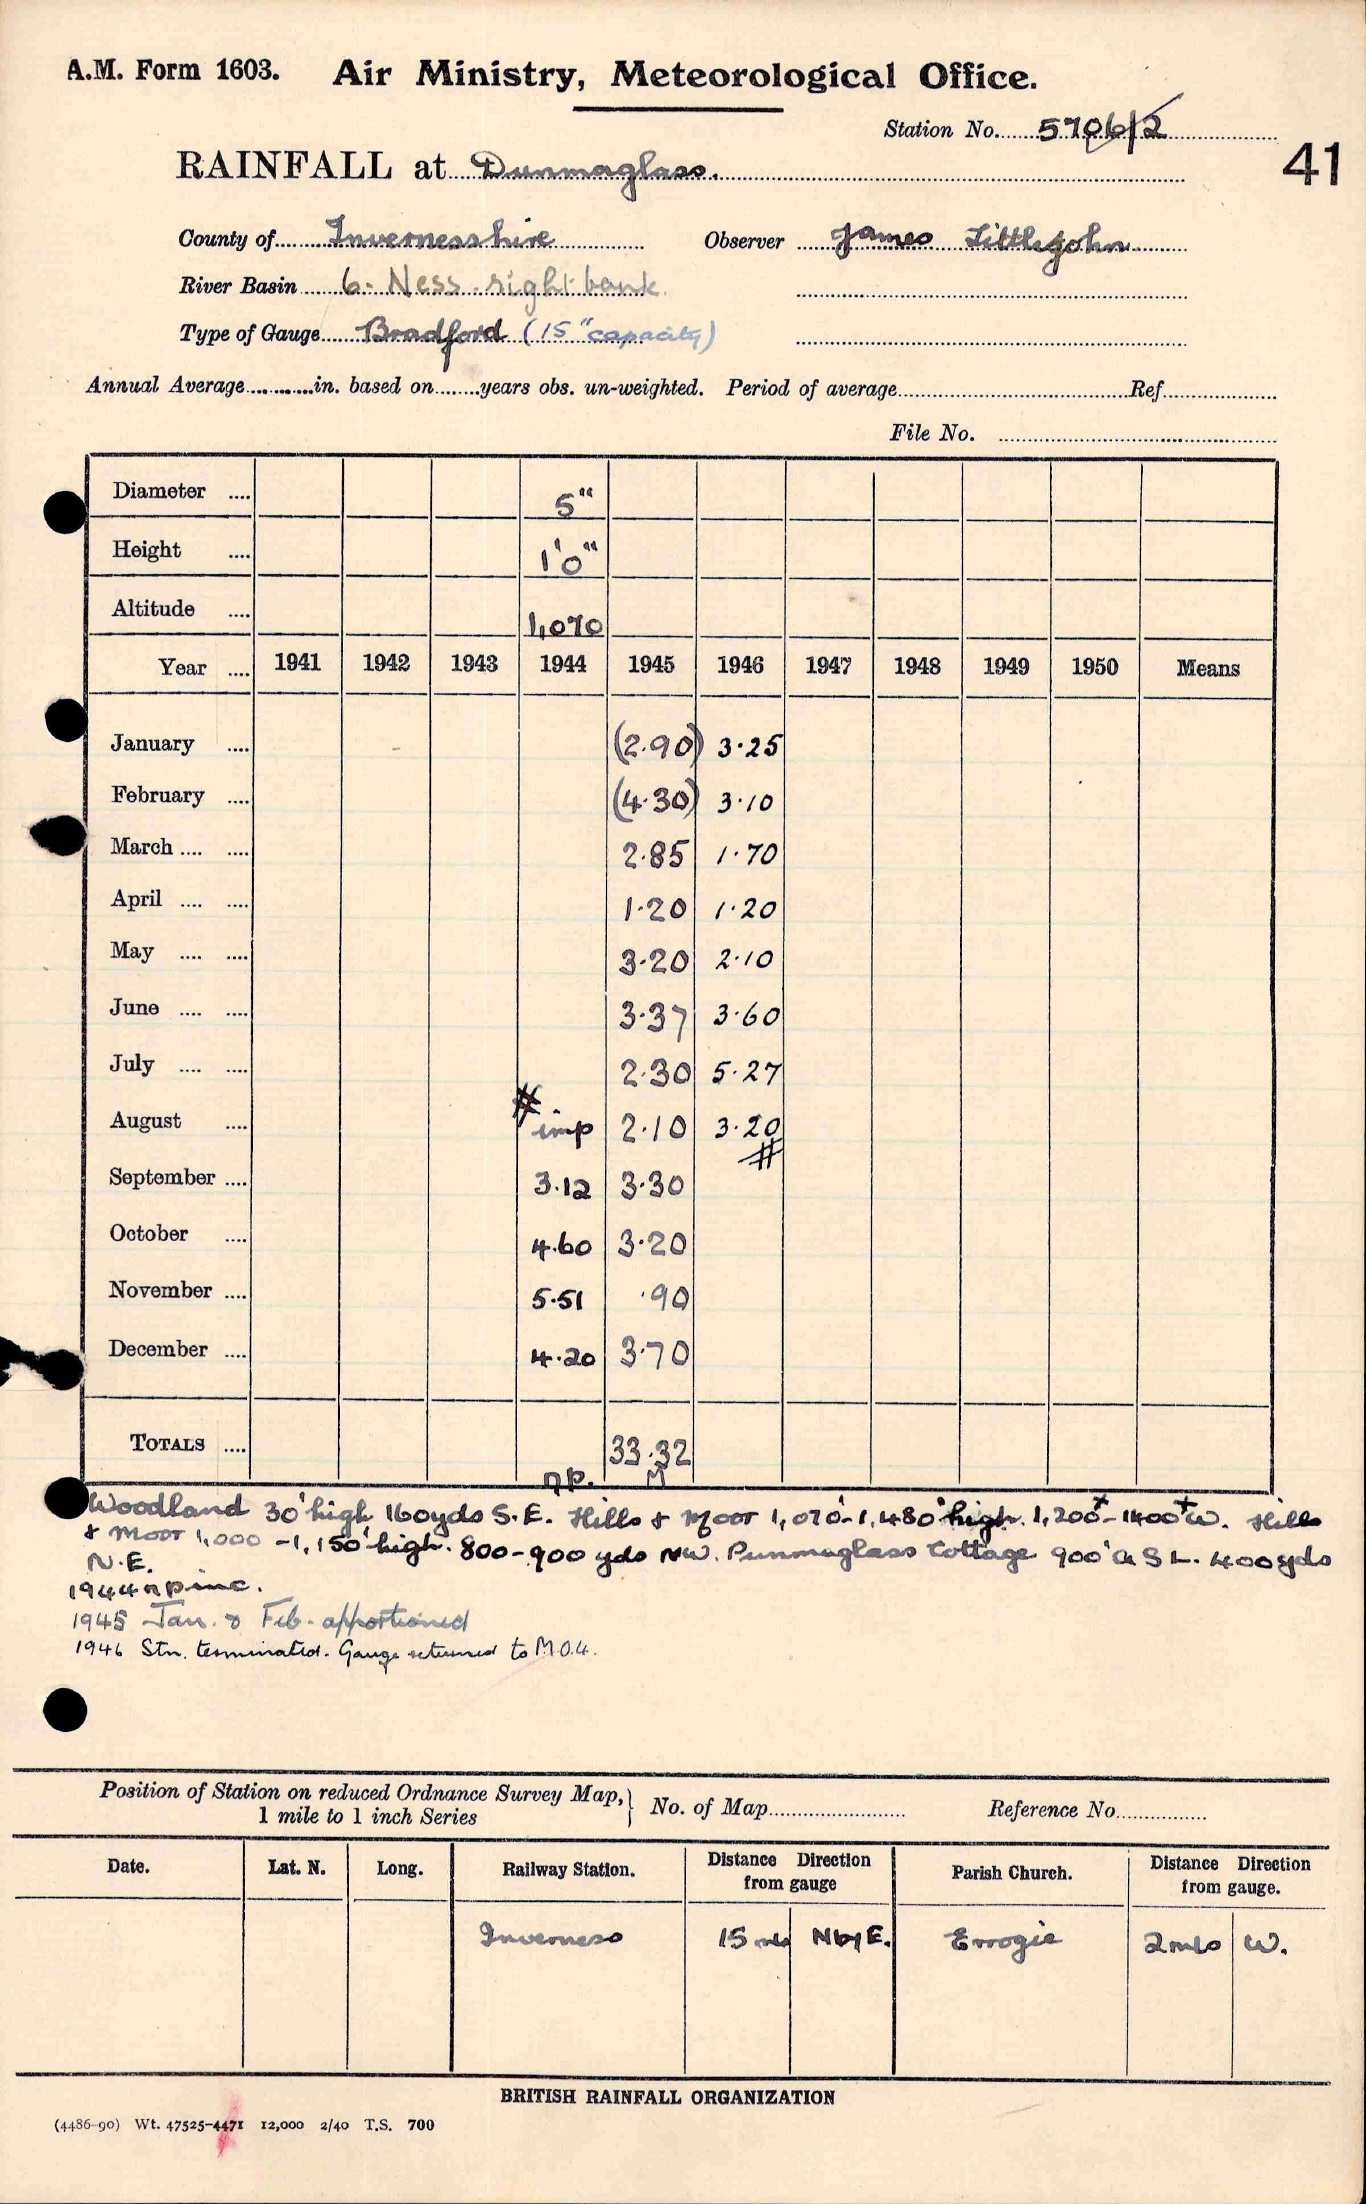 A.M. Form 1603. Air Ministry, Meteorological Office.
Station No. 5706/2
41
RAINFALL at Dunmaglass.
County of Invernesshire Observer James Littlejohn
River Basin 6. Ness right bank
Type of Gauge Bradford (15" capacity)
Annual Average in. based on years obs. un-weighted. Period of average Ref.
File No.
Diameter .... 5"
Height .... 1'0"
Altitude .... 1,070
Year .... 1941 1942 1943 1944 1945 1946 1947 1948 1949 1950 Means
January .... (2.90) 3.25
February .... (4.30) 3.10
March .... .... 2.85 1.70
April .... .... 1.20 1.20
May .... .... 3.20 2.10
June .... .... 3.37 3.60
July .... .... 2.30 5.27
August .... # imp 2.10 3.20 #
September .... 3.12 3.30
October .... 4.60 3.20
November .... 5.51 .90
December .... 4.20 3.70
TOTALS .... 33.32
np. M
Woodland 30' high 160yds S.E. Hills & Moor 1,070'-1,480' high. 1,200+-1400+ W. Hills
& Moor 1,000-1,150' high. 800-900 yds NW. Dunmaglass Cottage 900' a S L. 400yds
N.E.
1944 np inc.
1945 Jan. & Feb. apportioned
1946 Stn. terminated. Gauge returned to M.O.4.
Position of Station on reduced Ordnance Survey Map, 1 mile to 1 inch Series } No. of Map Reference No.
Date. Lat. N. Long. Railway Station. Distance Direction from gauge Parish Church. Distance Direction from gauge.
Inverness 15 mls N by E. Errogie 2 mls W.
BRITISH RAINFALL ORGANIZATION
(4486-90) Wt. 47525-4471 12,000 2/40 T.S. 700